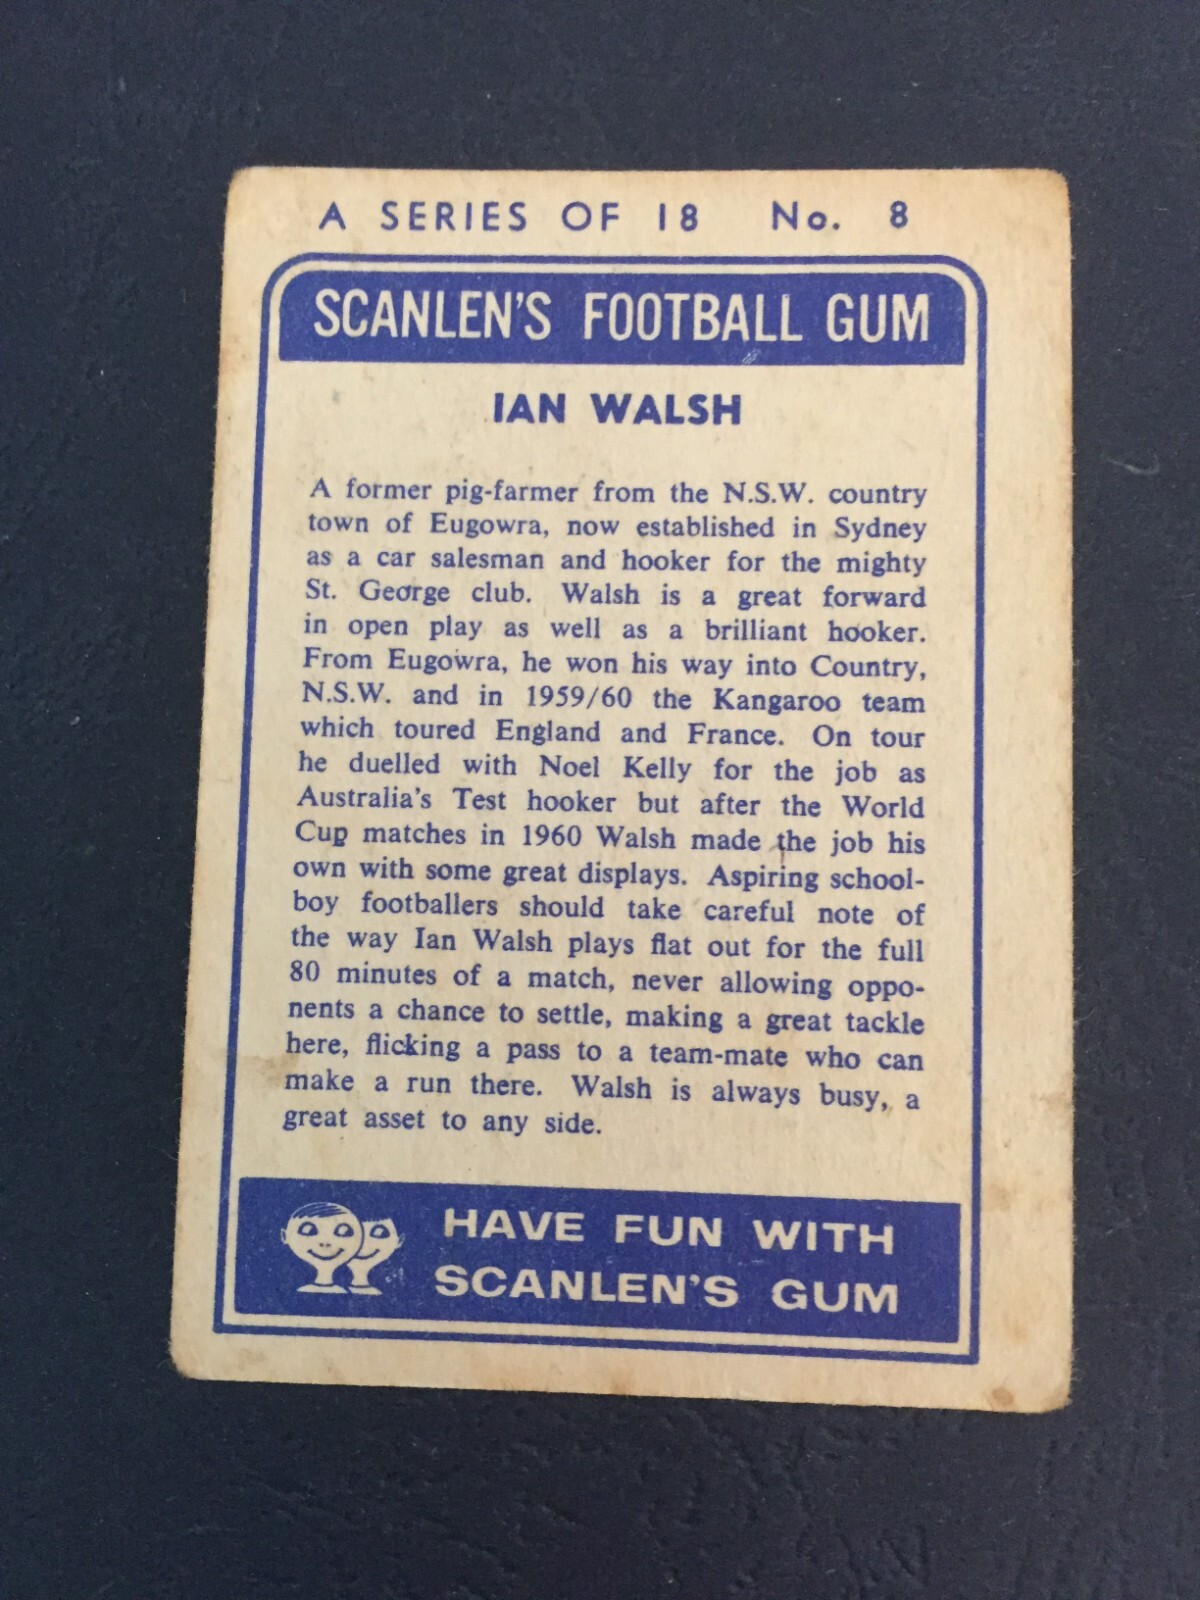 A SERIES OF 18 No. 8
SCANLEN'S FOOTBALL GUM
IAN WALSH
A former pig-farmer from the N.S.W. country
town of Eugowra, now established in Sydney
as a car salesman and hooker for the mighty
St. George club. Walsh is a great forward
in open play as well as a brilliant hooker.
From Eugowra, he won his way into Country,
N.S.W. and in 1959/60 the Kangaroo team
which toured England and France. On tour
he duelled with Noel Kelly for the job as
Australia's Test hooker but after the World
Cup matches in 1960 Walsh made the job his
own with some great displays. Aspiring school-
boy footballers should take careful note of
the way Ian Walsh plays flat out for the full
80 minutes of a match, never allowing oppo-
nents a chance to settle, making a great tackle
here, flicking a pass to a team-mate who can
make a run there. Walsh is always busy, a
great asset to any side.
HAVE FUN WITH
SCANLEN'S GUM